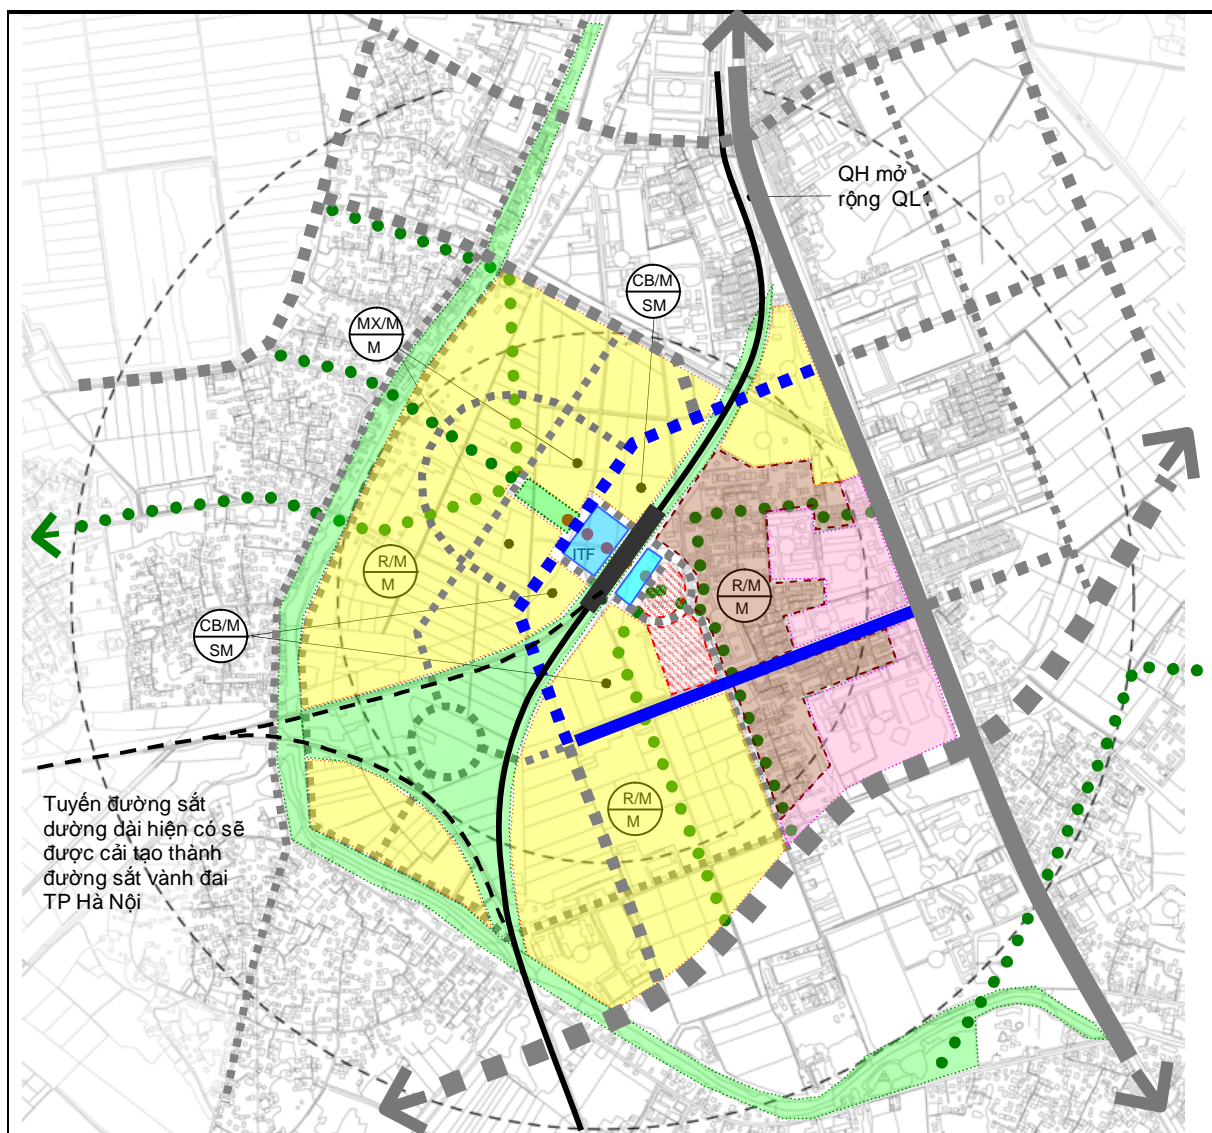 QH mở
rộng QL1
CB/M
SM
MX/M
M
ITF
R/M
M
R/M
M
CB/M
SM
R/M
M
Tuyến đường sắt
dường dài hiện có sẽ
được cải tạo thành
đường sắt vành đai
TP Hà Nội